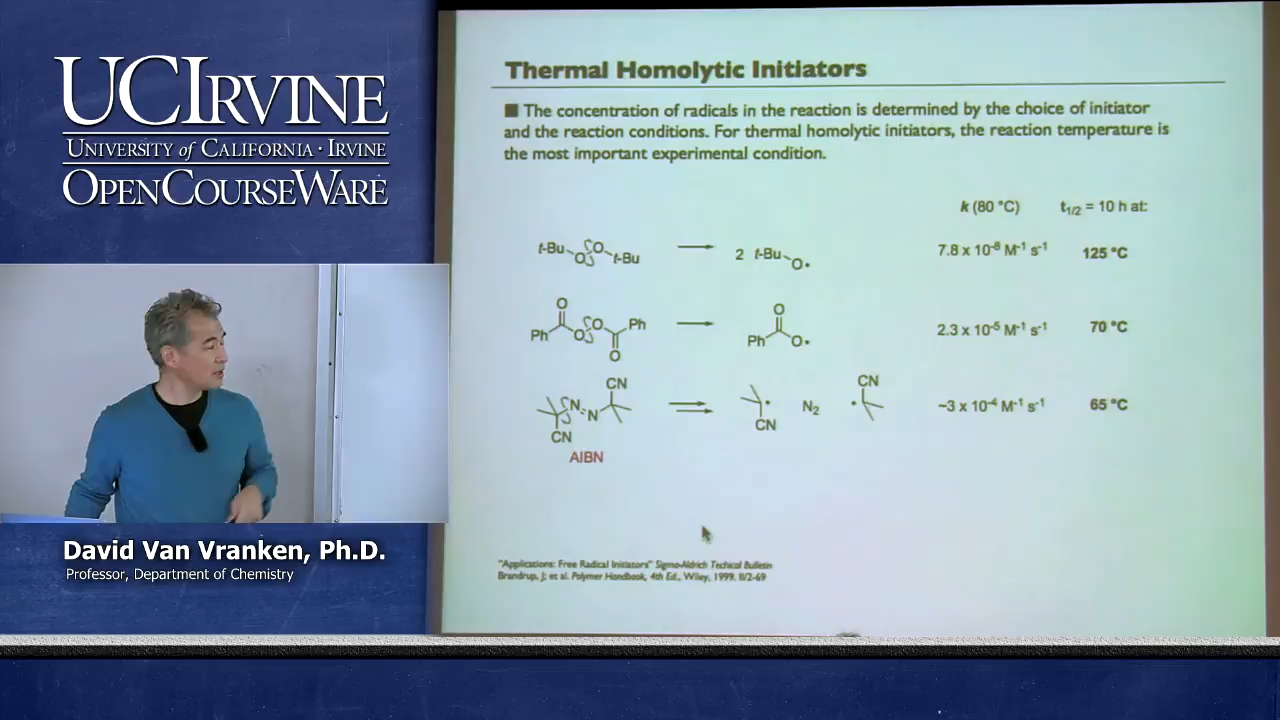 UCIRVINE
UNIVERSITY of CALIFORNIA · IRVINE
OPENCOURSEWARE
David Van Vranken, Ph.D.
Professor, Department of Chemistry
Thermal Homolytic Initiators
■ The concentration of radicals in the reaction is determined by the choice of initiator
and the reaction conditions. For thermal homolytic initiators, the reaction temperature is
the most important experimental condition.
k (80 °C) t1/2 = 10 h at:
t-Bu O O t-Bu 2 t-Bu O• 7.8 x 10⁻⁸ M⁻¹ s⁻¹ 125 °C
Ph O O O Ph O Ph O O• 2.3 x 10⁻⁵ M⁻¹ s⁻¹ 70 °C
CN N N CN CN N₂ CN ~3 x 10⁻⁴ M⁻¹ s⁻¹ 65 °C
AIBN
"Applications: Free Radical Initiators" Sigma-Aldrich Techical Bulletin
Brandrup, J; et al. Polymer Handbook, 4th Ed., Wiley, 1999. II/2-69